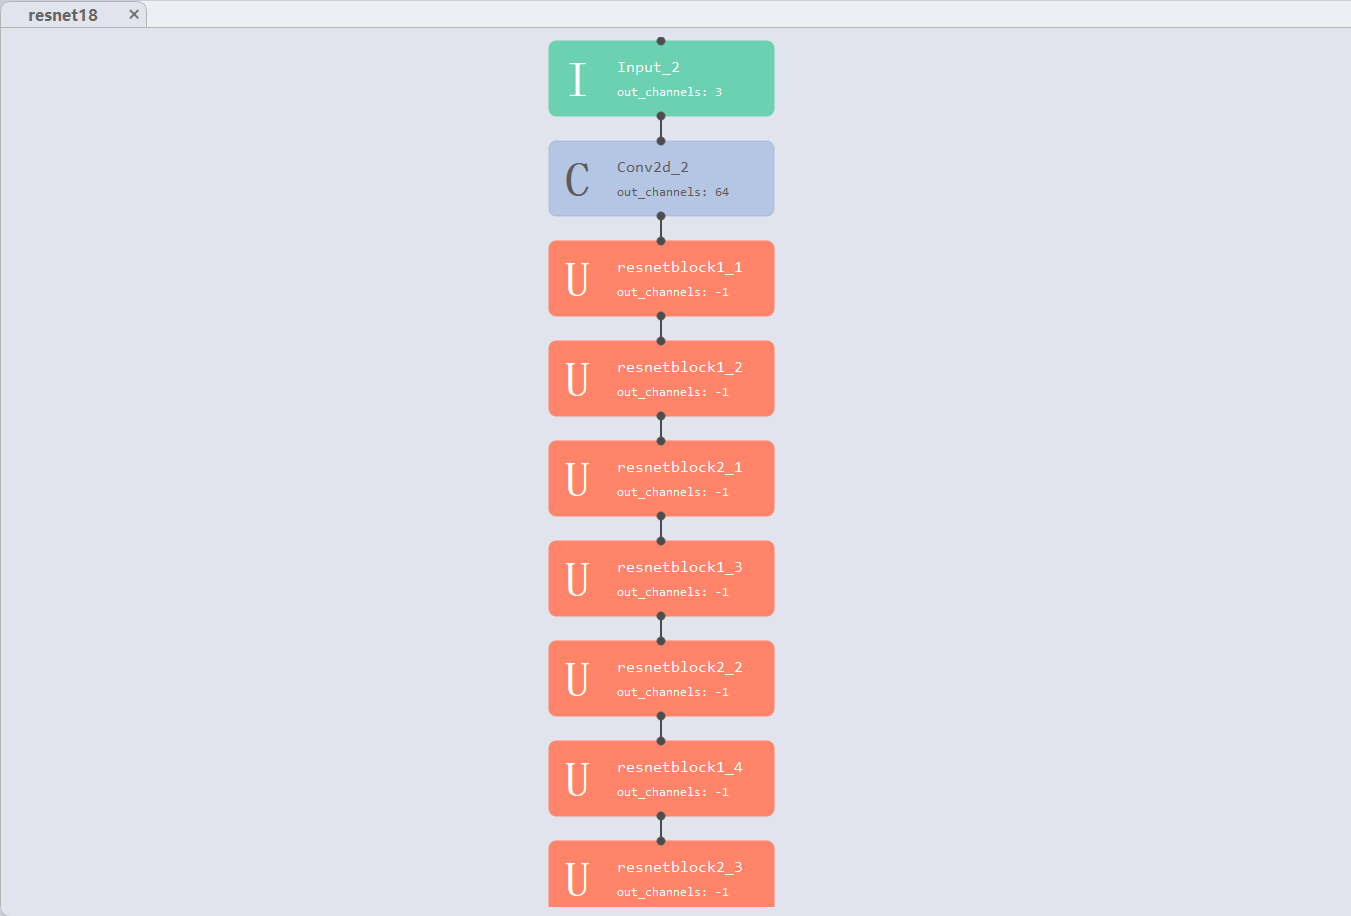 resnet18 ×
I
Input_2
out_channels: 3
C
Conv2d_2
out_channels: 64
U
resnetblock1_1
out_channels: -1
U
resnetblock1_2
out_channels: -1
U
resnetblock2_1
out_channels: -1
U
resnetblock1_3
out_channels: -1
U
resnetblock2_2
out_channels: -1
U
resnetblock1_4
out_channels: -1
U
resnetblock2_3
out_channels: -1